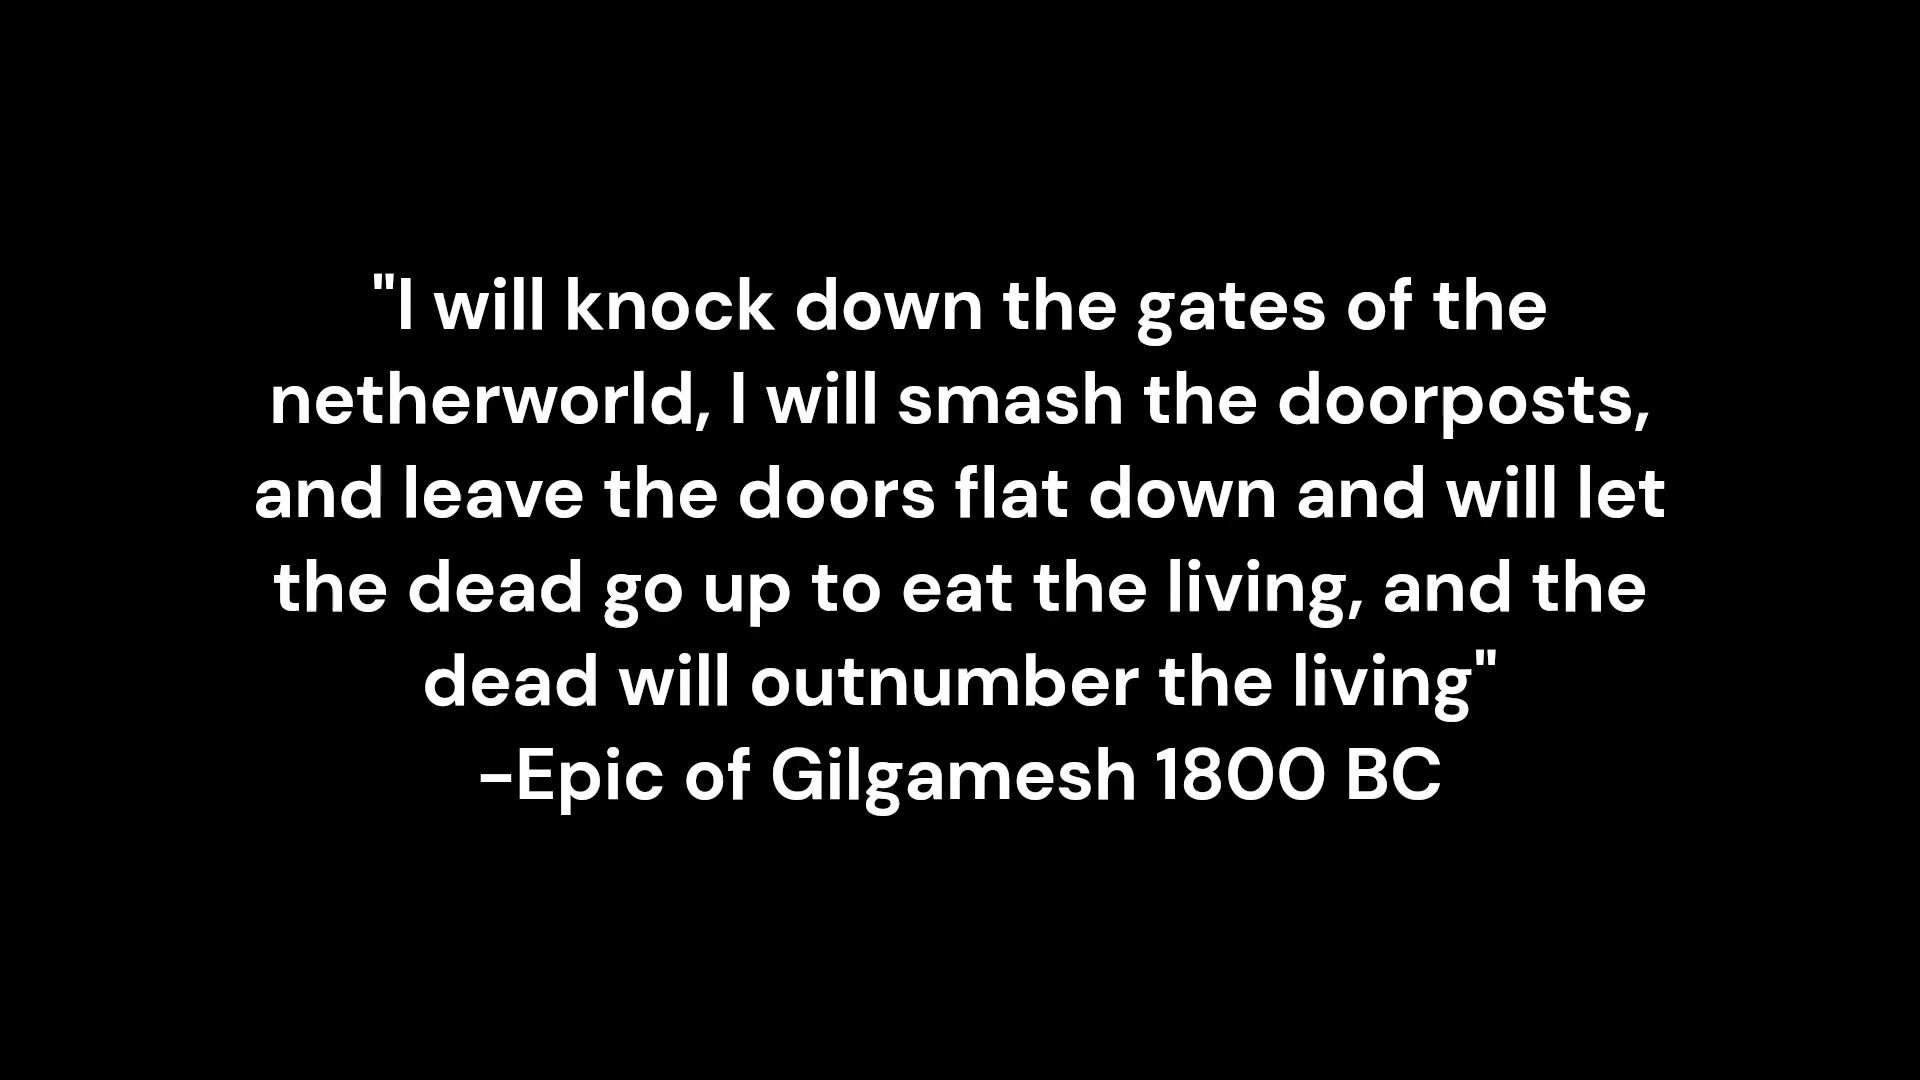 "I will knock down the gates of the
netherworld, I will smash the doorposts,
and leave the doors flat down and will let
the dead go up to eat the living, and the
dead will outnumber the living"
-Epic of Gilgamesh 1800 BC